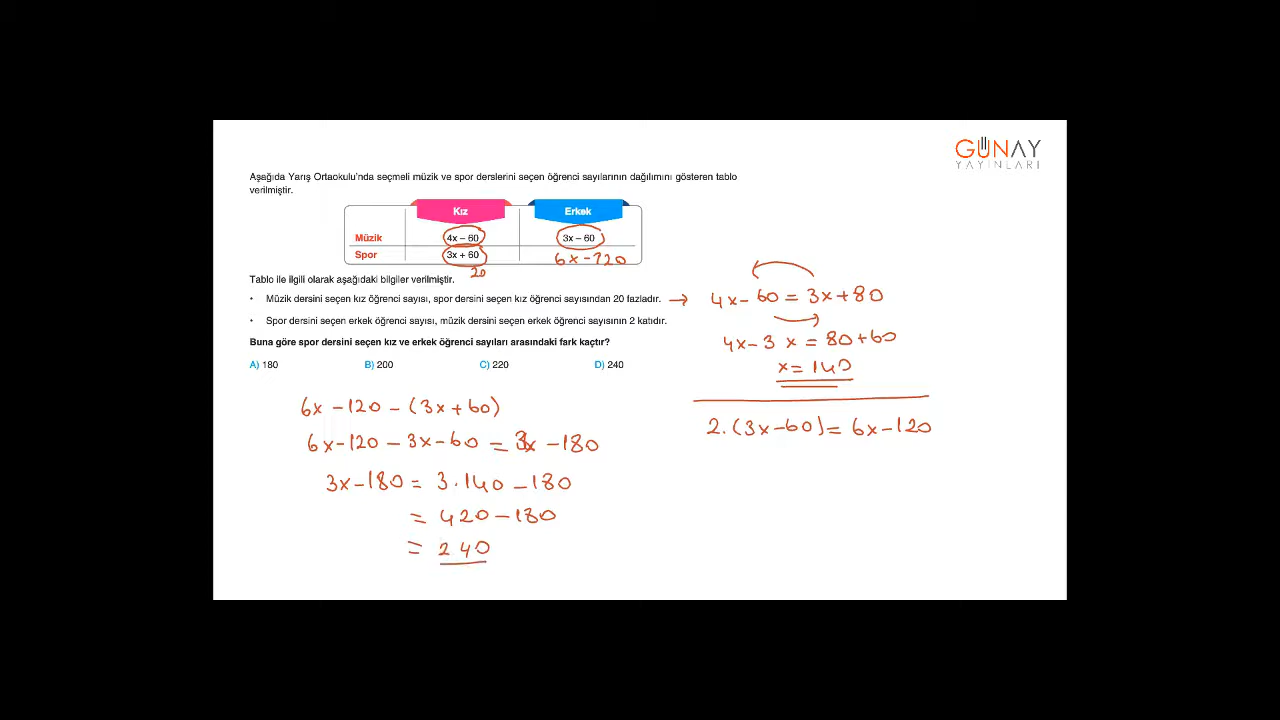 GÜNAY
YAYINLARI
Aşağıda Yarış Ortaokulu'nda seçmeli müzik ve spor derslerini seçen öğrenci sayılarının dağılımını gösteren tablo
verilmiştir.
Kız Erkek
Müzik 4x – 60 3x – 60
Spor 3x + 60 6x - 120
20
Tablo ile ilgili olarak aşağıdaki bilgiler verilmiştir.
• Müzik dersini seçen kız öğrenci sayısı, spor dersini seçen kız öğrenci sayısından 20 fazladır. → 4x - 60 = 3x + 80
• Spor dersini seçen erkek öğrenci sayısı, müzik dersini seçen erkek öğrenci sayısının 2 katıdır.
4x - 3x = 80 + 60
Buna göre spor dersini seçen kız ve erkek öğrenci sayıları arasındaki fark kaçtır?
A) 180 B) 200 C) 220 D) 240
x = 140
6x - 120 - (3x + 60)
2. (3x - 60) = 6x - 120
6x - 120 - 3x - 60 = 3x - 180
3x - 180 = 3 . 140 - 180
= 420 - 180
= 240